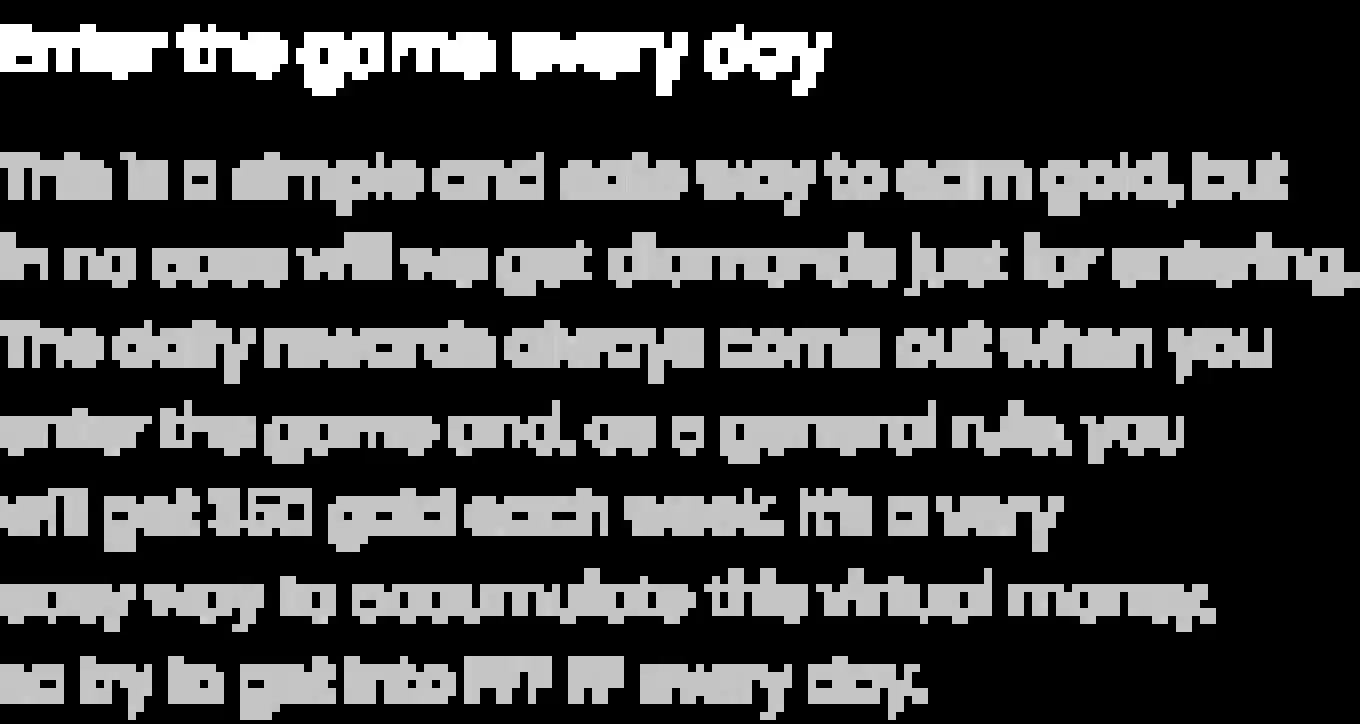 Enter the game every day
This is a simple and safe way to earn gold, but
in no case will we get diamonds just for entering.
The daily rewards always come out when you
enter the game and, as a general rule, you
will get 350 gold each week. It's a very
easy way to accumulate this virtual money,
so try to get into every day.